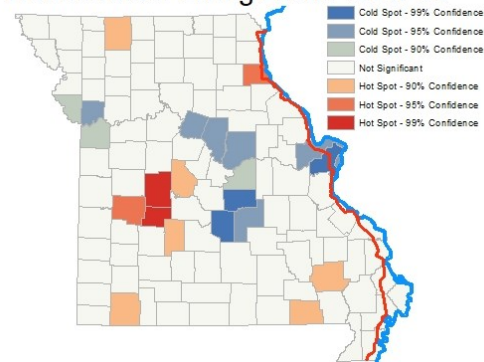 Cold Spot - 99% Confidence
Cold Spot - 95% Confidence
Cold Spot - 90% Confidence
Not Significant
Hot Spot - 90% Confidence
Hot Spot - 95% Confidence
Hot Spot - 99% Confidence